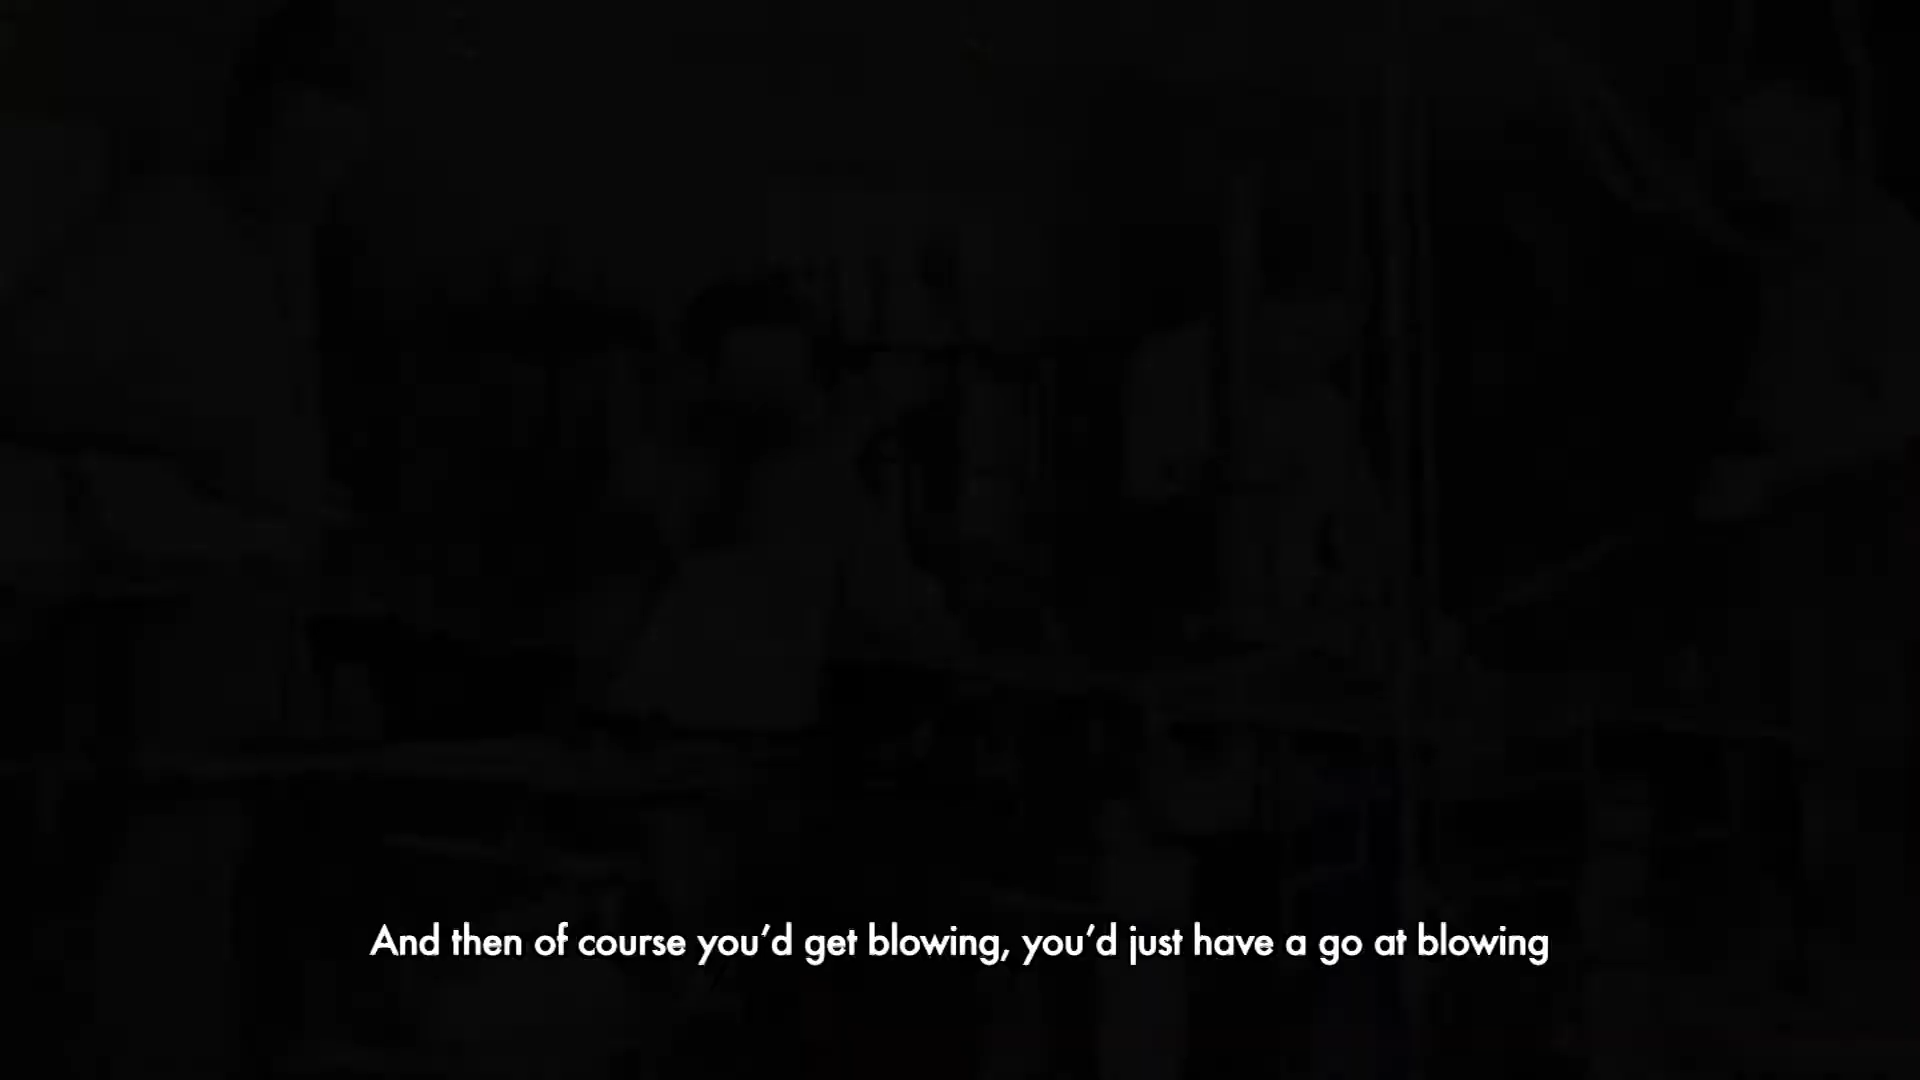 And then of course you’d get blowing, you’d just have a go at blowing